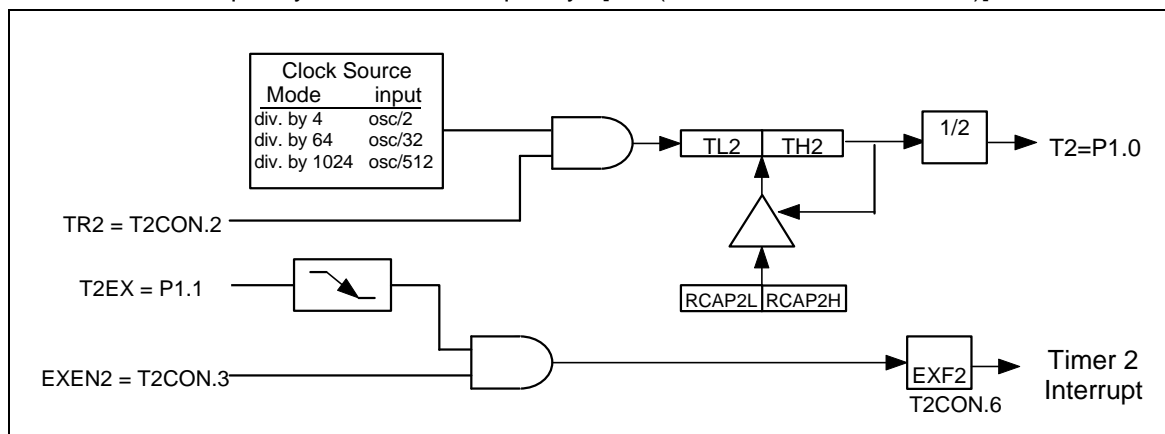 Clock Source
Mode input
div. by 4 osc/2
div. by 64 osc/32
div. by 1024 osc/512
TL2 TH2
1/2
T2=P1.0
TR2 = T2CON.2
T2EX = P1.1
RCAP2L RCAP2H
EXEN2 = T2CON.3
EXF2
T2CON.6
Timer 2
Interrupt